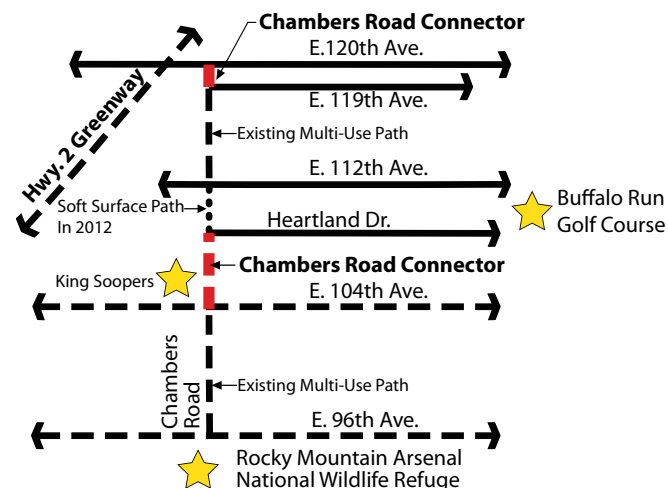 Chambers Road Connector
E.120th Ave.
E. 119th Ave.
Hwy. 2 Greenway
Existing Multi-Use Path
E. 112th Ave.
Soft Surface Path
In 2012
Buffalo Run
Golf Course
Heartland Dr.
King Soopers
Chambers Road Connector
E. 104th Ave.
Chambers
Road
Existing Multi-Use Path
E. 96th Ave.
Rocky Mountain Arsenal
National Wildlife Refuge